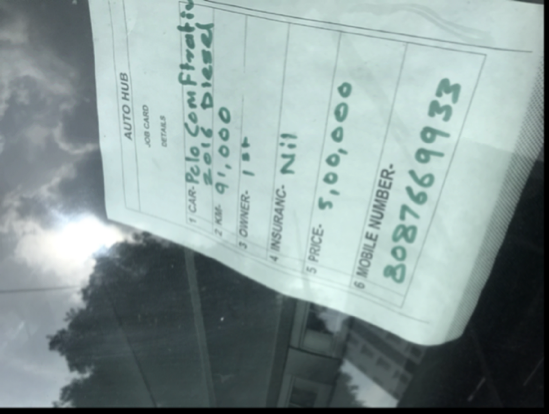 AUTO HUB
JOB CARD
DETAILS
1 CAR- Polo Comftratic
2016 Diesel
2 KM- 91,000
3 OWNER- 1st
4 INSURANC- Nil
5 PRICE- 5,00,000
6 MOBILE NUMBER-
8087669933